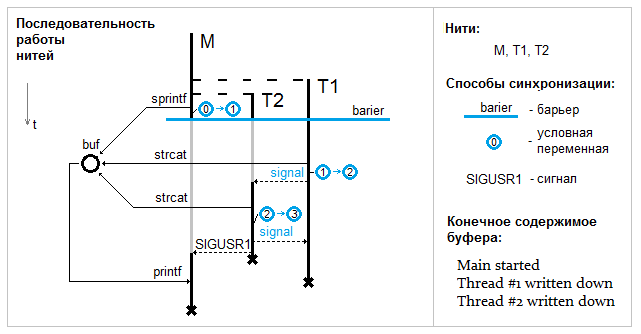 Последовательность
работы
нитей
t
M
T1
T2
sprintf
0 1
barier
buf
strcat
signal
1 2
strcat
2 3
signal
SIGUSR1
printf
Нити:
M, T1, T2
Способы синхронизации:
barier - барьер
0 - условная
переменная
SIGUSR1 - сигнал
Конечное содержимое
буфера:
Main started
Thread #1 written down
Thread #2 written down